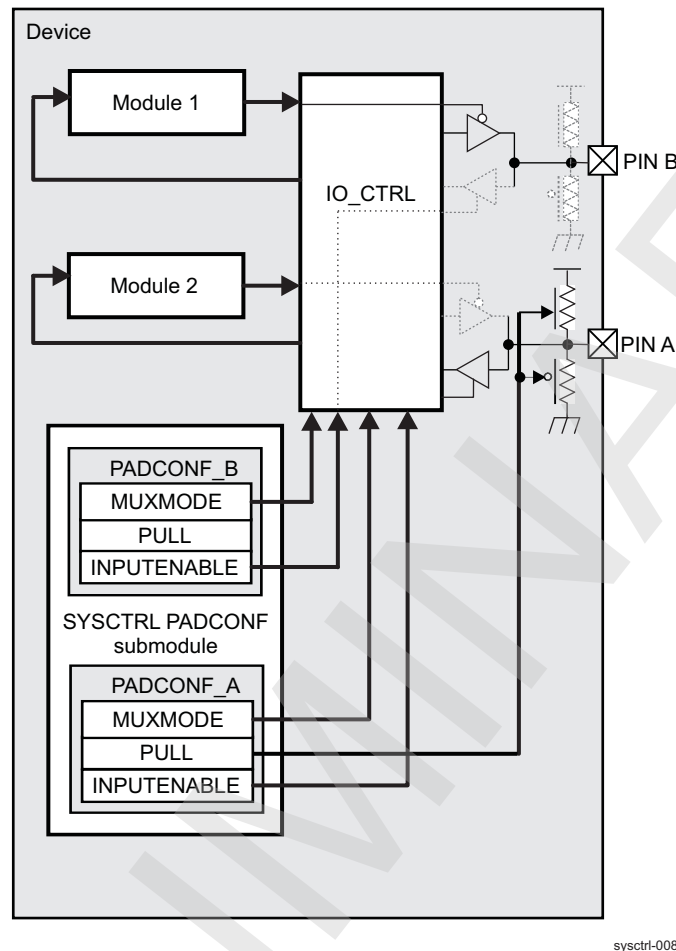 Device
Module 1
IO_CTRL
PIN B
Module 2
PIN A
PADCONF_B
MUXMODE
PULL
INPUTENABLE
SYSCTRL PADCONF
submodule
PADCONF_A
MUXMODE
PULL
INPUTENABLE
sysctrl-008